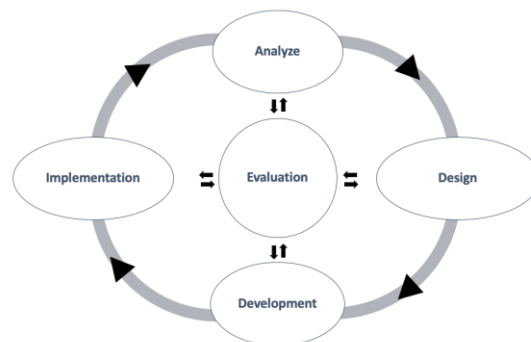 Analyze
Implementation
Evaluation
Design
Development